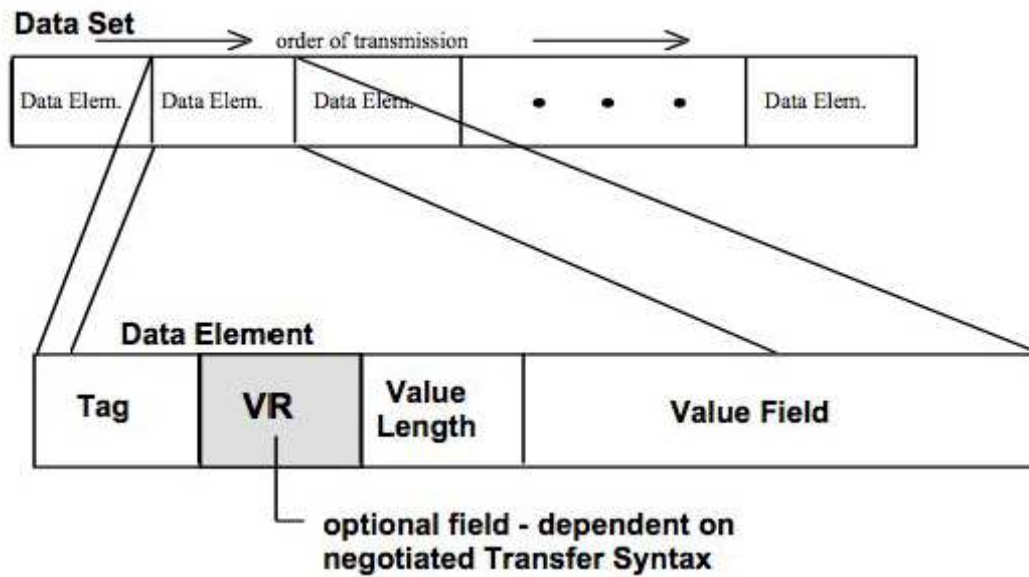 Data Set
order of transmission
Data Elem. Data Elem. Data Elem. Data Elem.
Data Element
Tag VR Value Length Value Field
optional field - dependent on
negotiated Transfer Syntax